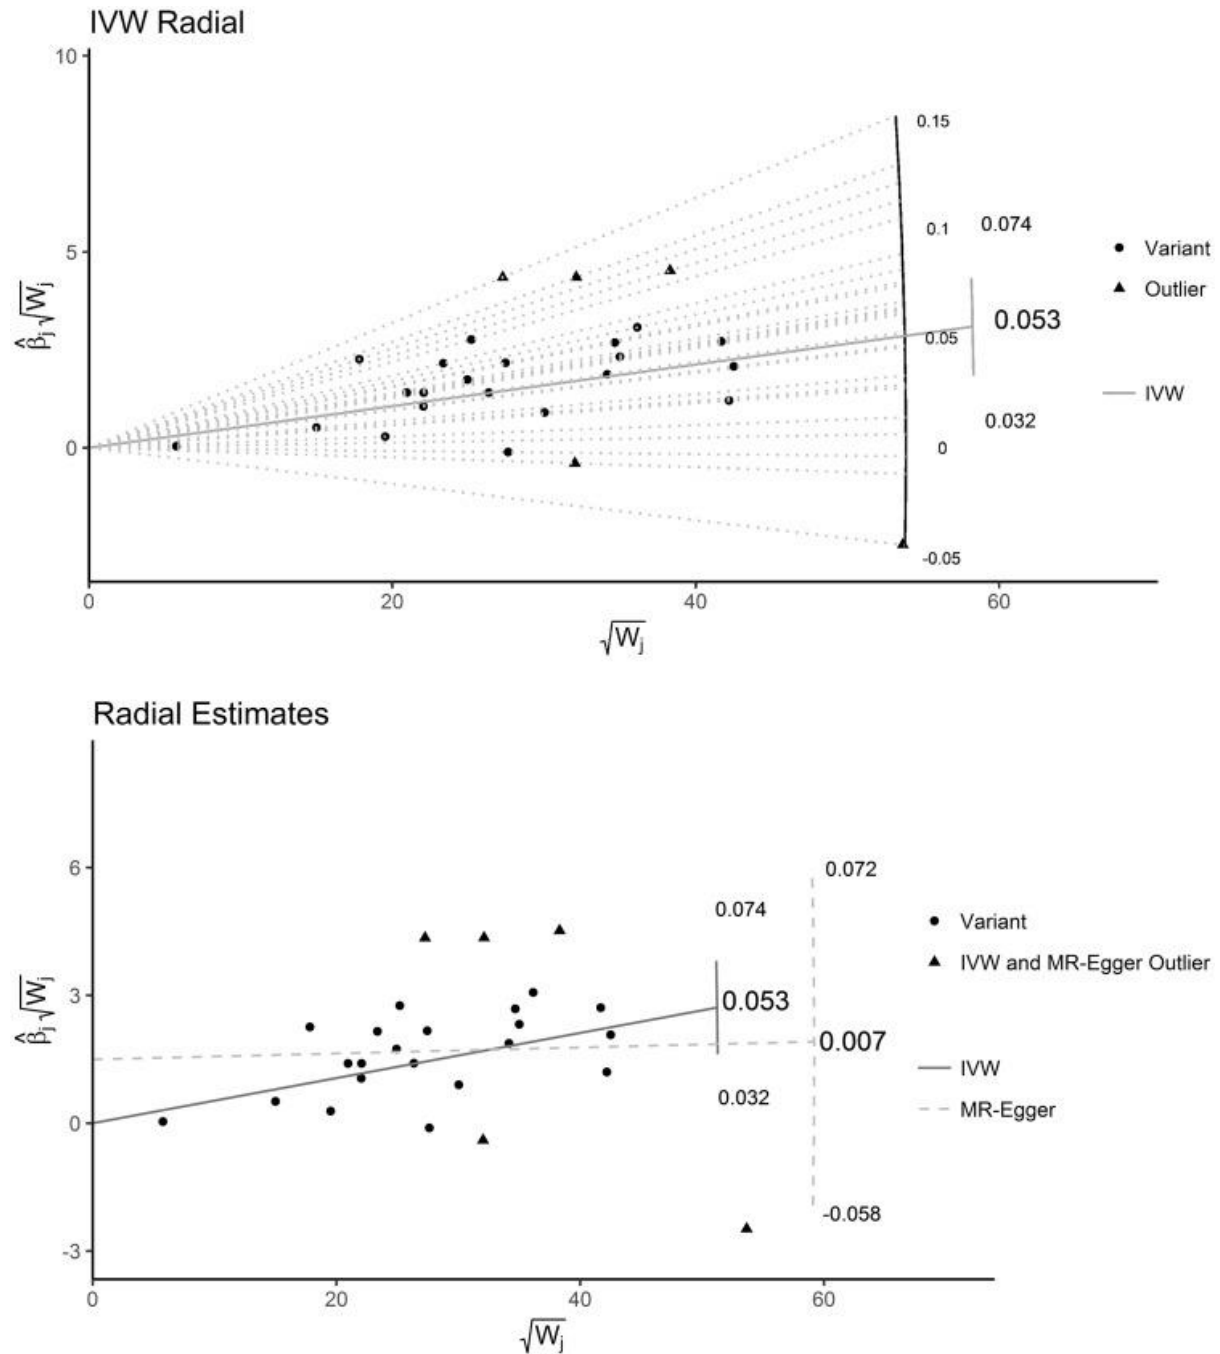 IVW Radial
10
5
0
β̂j√Wj
0.15
0.1
0.074
0.053
0.05
0.032
0
-0.05
Variant
Outlier
IVW
0 20 40 60
√Wj
Radial Estimates
6
3
0
-3
β̂j√Wj
0.072
0.074
0.053
0.007
0.032
-0.058
Variant
IVW and MR-Egger Outlier
IVW
MR-Egger
0 20 40 60
√Wj